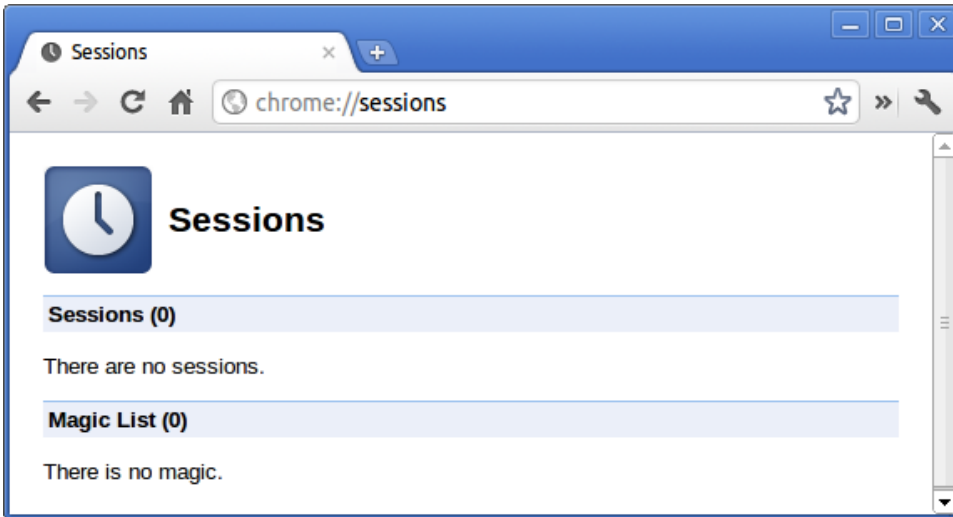 Sessions
chrome://sessions
Sessions
Sessions (0)
There are no sessions.
Magic List (0)
There is no magic.